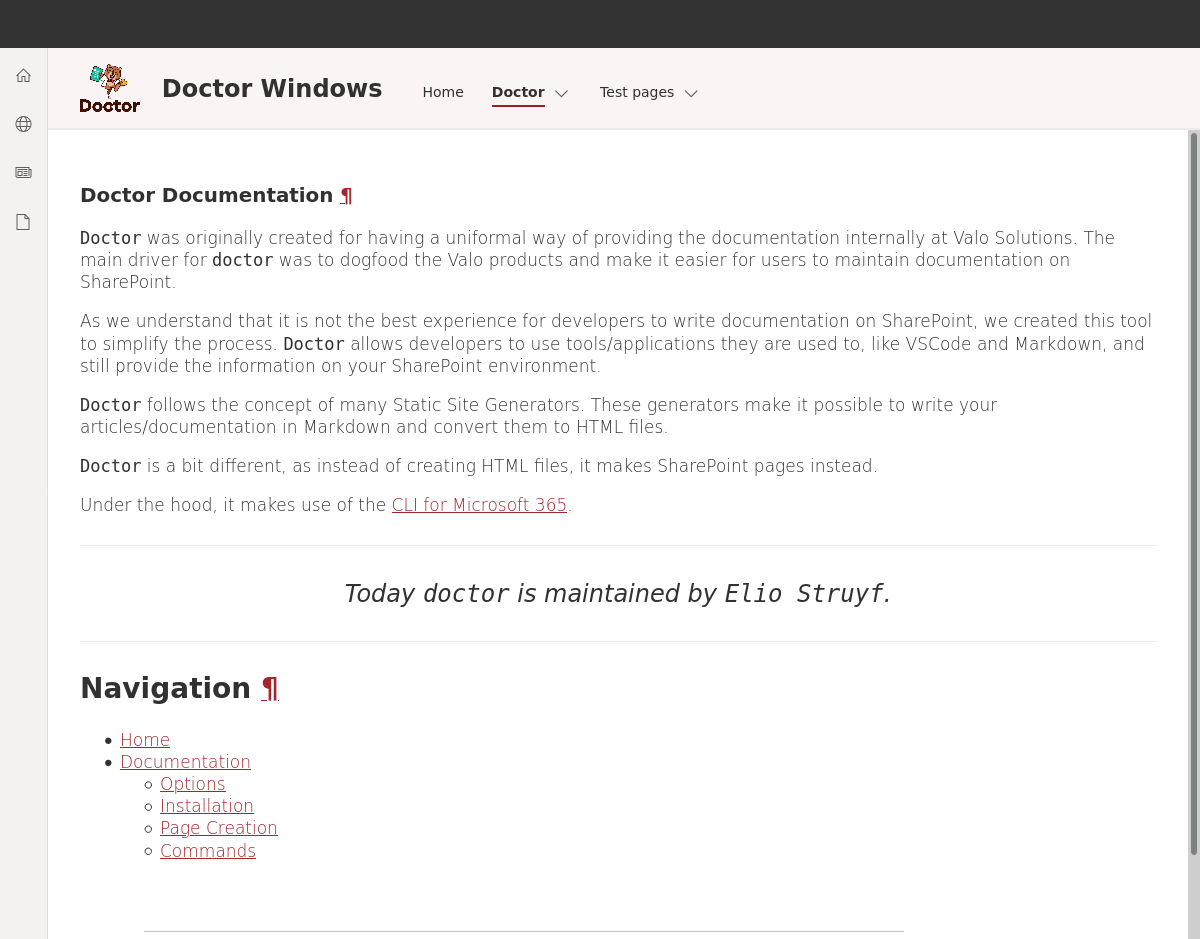 Doctor
Doctor Windows
Home
Doctor
Test pages
Doctor Documentation ¶
Doctor was originally created for having a uniformal way of providing the documentation internally at Valo Solutions. The
main driver for doctor was to dogfood the Valo products and make it easier for users to maintain documentation on
SharePoint.
As we understand that it is not the best experience for developers to write documentation on SharePoint, we created this tool
to simplify the process. Doctor allows developers to use tools/applications they are used to, like VSCode and Markdown, and
still provide the information on your SharePoint environment.
Doctor follows the concept of many Static Site Generators. These generators make it possible to write your
articles/documentation in Markdown and convert them to HTML files.
Doctor is a bit different, as instead of creating HTML files, it makes SharePoint pages instead.
Under the hood, it makes use of the CLI for Microsoft 365.
Today doctor is maintained by Elio Struyf.
Navigation ¶
Home
Documentation
Options
Installation
Page Creation
Commands